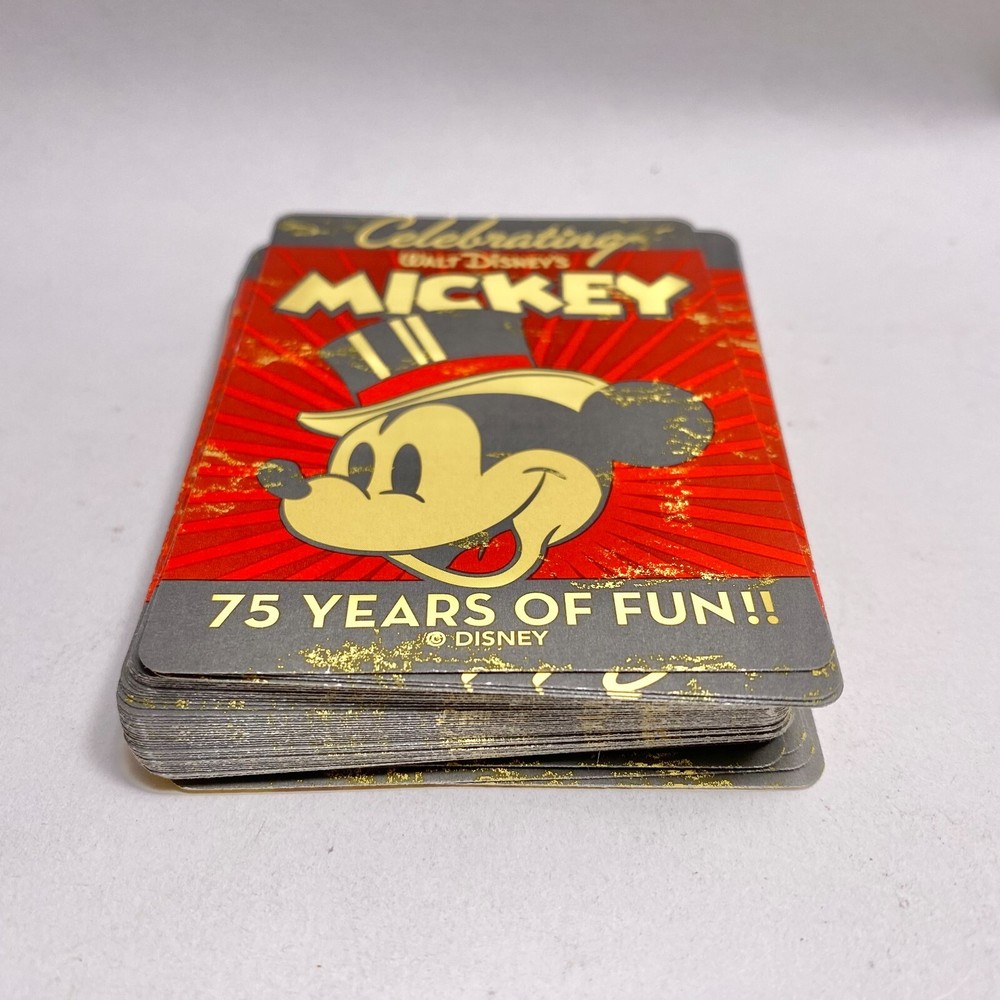 Celebrating
WALT DISNEY'S
MICKEY
75 YEARS OF FUN!!
© DISNEY